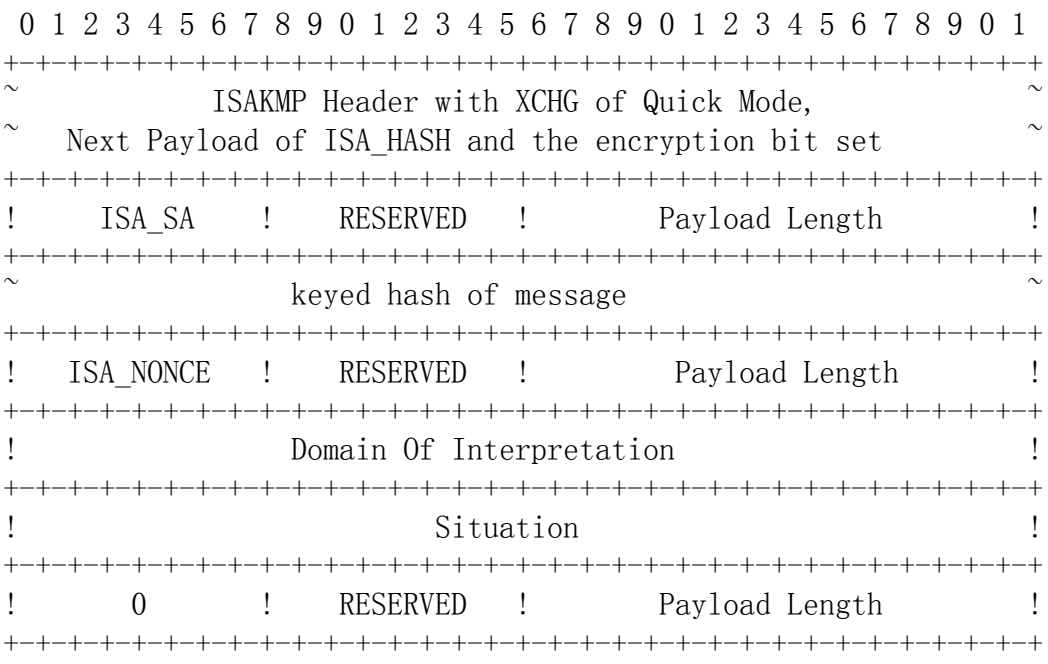 0 1 2 3 4 5 6 7 8 9 0 1 2 3 4 5 6 7 8 9 0 1 2 3 4 5 6 7 8 9 0 1
+-+-+-+-+-+-+-+-+-+-+-+-+-+-+-+-+-+-+-+-+-+-+-+-+-+-+-+-+-+-+-+-+
~             ISAKMP Header with XCHG of Quick Mode,             ~
~   Next Payload of ISA_HASH and the encryption bit set          ~
+-+-+-+-+-+-+-+-+-+-+-+-+-+-+-+-+-+-+-+-+-+-+-+-+-+-+-+-+-+-+-+-+
!     ISA_SA    !    RESERVED   !        Payload Length         !
+-+-+-+-+-+-+-+-+-+-+-+-+-+-+-+-+-+-+-+-+-+-+-+-+-+-+-+-+-+-+-+-+
~                 keyed hash of message                         ~
+-+-+-+-+-+-+-+-+-+-+-+-+-+-+-+-+-+-+-+-+-+-+-+-+-+-+-+-+-+-+-+-+
!   ISA_NONCE   !    RESERVED   !         Payload Length        !
+-+-+-+-+-+-+-+-+-+-+-+-+-+-+-+-+-+-+-+-+-+-+-+-+-+-+-+-+-+-+-+-+
!                 Domain Of Interpretation                      !
+-+-+-+-+-+-+-+-+-+-+-+-+-+-+-+-+-+-+-+-+-+-+-+-+-+-+-+-+-+-+-+-+
!                          Situation                            !
+-+-+-+-+-+-+-+-+-+-+-+-+-+-+-+-+-+-+-+-+-+-+-+-+-+-+-+-+-+-+-+-+
!       0       !    RESERVED   !        Payload Length         !
+-+-+-+-+-+-+-+-+-+-+-+-+-+-+-+-+-+-+-+-+-+-+-+-+-+-+-+-+-+-+-+-+